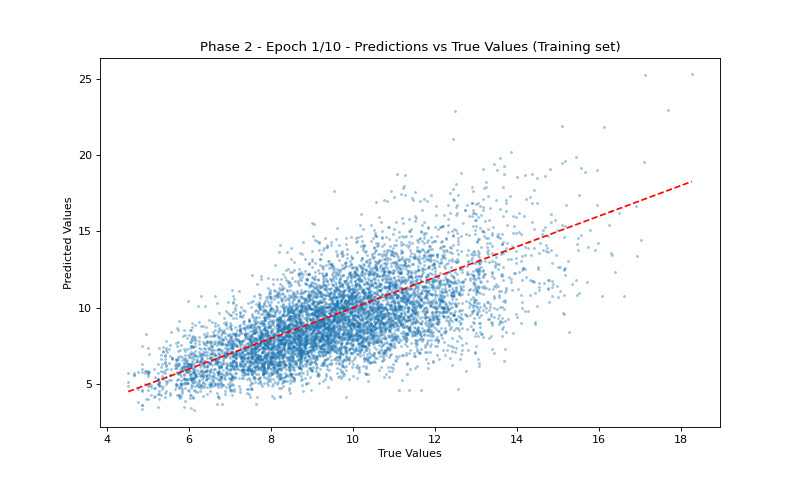 Phase 2 - Epoch 1/10 - Predictions vs True Values (Training set)
25
20
15
10
5
Predicted Values
4 6 8 10 12 14 16 18
True Values